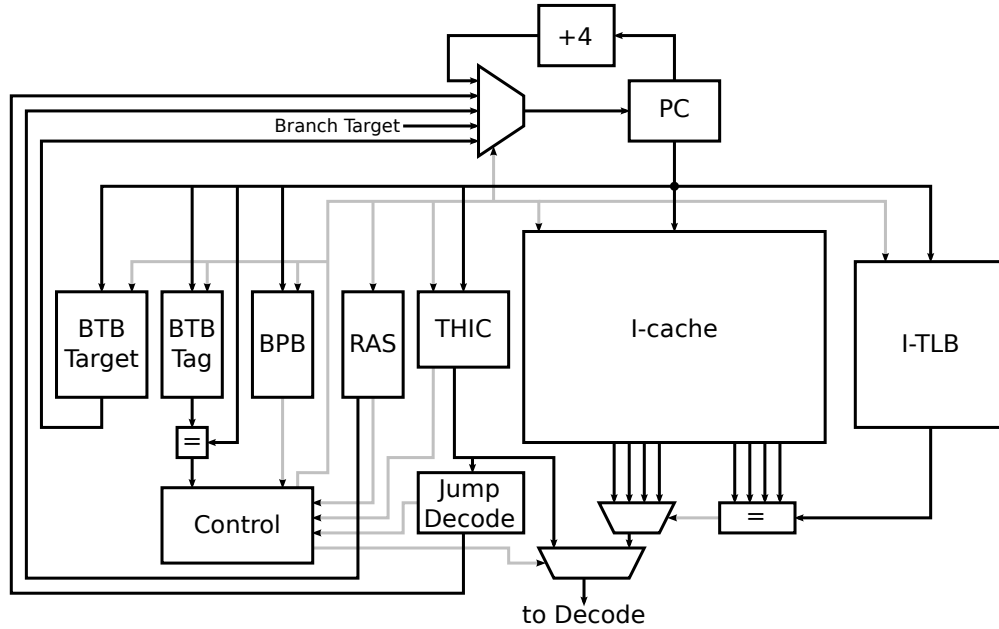 +4
PC
Branch Target
BTB
Target
BTB
Tag
BPB
RAS
THIC
I-cache
I-TLB
=
Control
Jump
Decode
=
to Decode